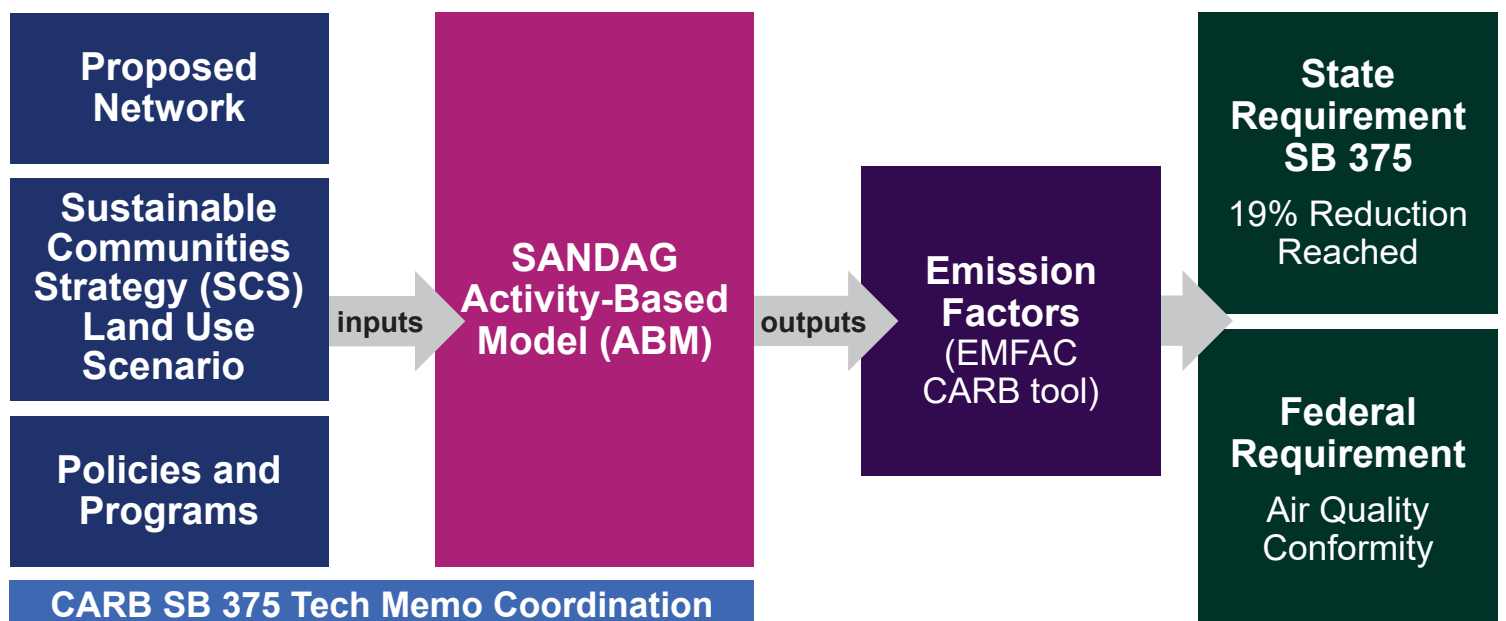 Proposed
Network
Sustainable
Communities
Strategy (SCS)
Land Use
Scenario
Policies and
Programs
CARB SB 375 Tech Memo Coordination
inputs
SANDAG
Activity-Based
Model (ABM)
outputs
Emission
Factors
(EMFAC
CARB tool)
State
Requirement
SB 375
19% Reduction
Reached
Federal
Requirement
Air Quality
Conformity